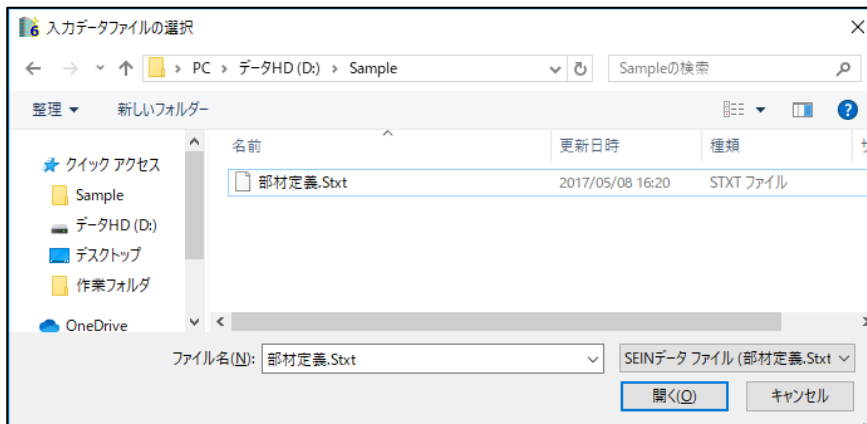 入力データファイルの選択
PC › データHD (D:) › Sample
Sampleの検索
整理
新しいフォルダー
名前 更新日時 種類
クイック アクセス
Sample
データHD (D:)
デスクトップ
作業フォルダ
OneDrive
部材定義.Stxt 2017/05/08 16:20 STXT ファイル
ファイル名(N): 部材定義.Stxt
SEINデータ ファイル (部材定義.Stxt
開く(O)
キャンセル